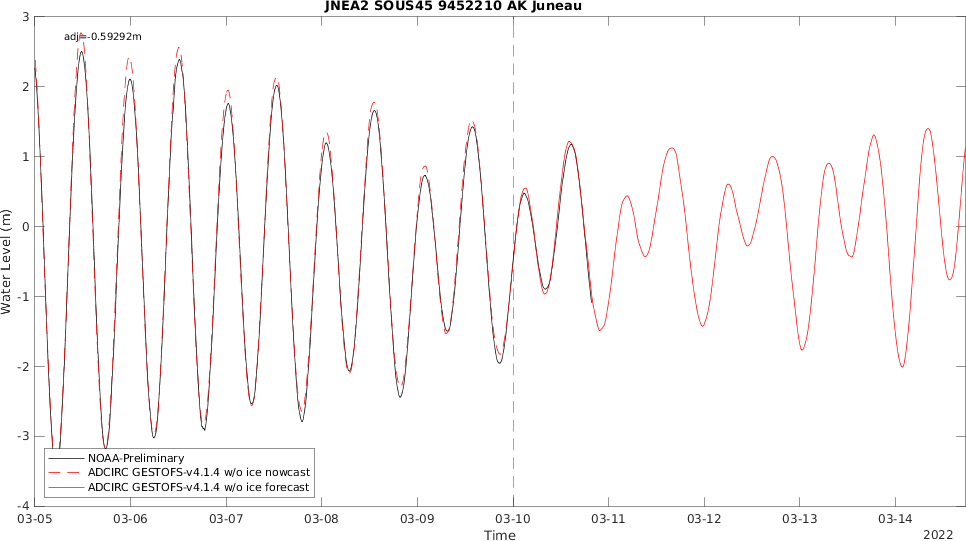 JNEA2 SOUS45 9452210 AK Juneau
adj=-0.59292m
3
2
1
0
-1
-2
-3
-4
Water Level (m)
NOAA-Preliminary
ADCIRC GESTOFS-v4.1.4 w/o ice nowcast
ADCIRC GESTOFS-v4.1.4 w/o ice forecast
03-05 03-06 03-07 03-08 03-09 03-10 03-11 03-12 03-13 03-14
Time
2022